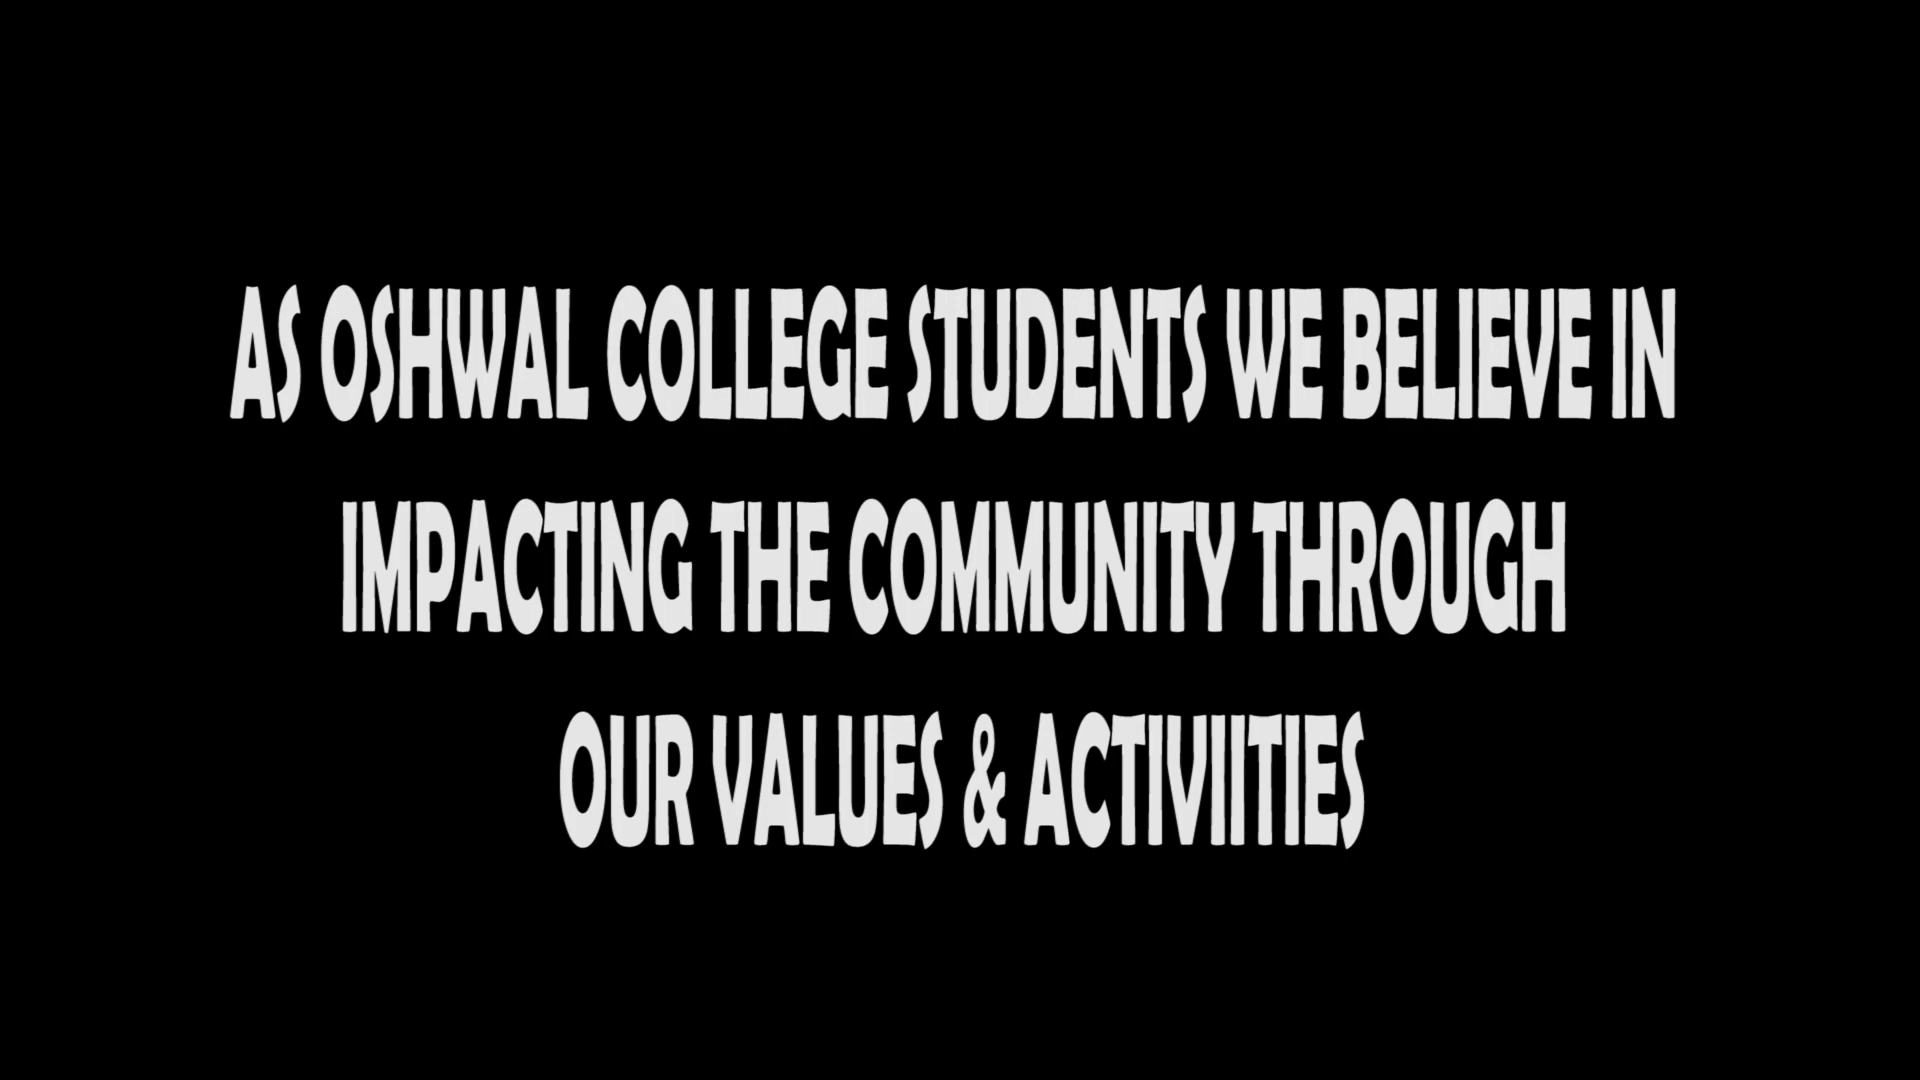 AS OSHWAL COLLEGE STUDENTS WE BELIEVE IN
IMPACTING THE COMMUNITY THROUGH
OUR VALUES & ACTIVIITIES